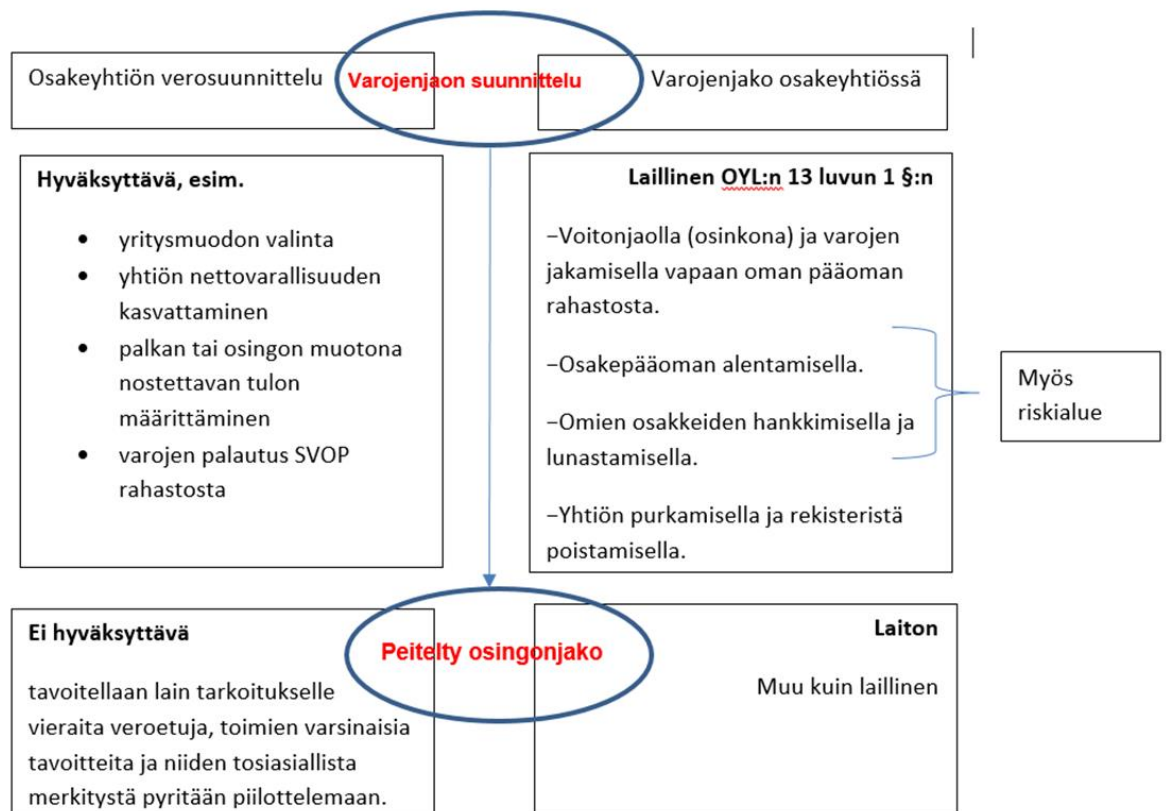 Osakeyhtiön verosuunnittelu
Varojenjaon suunnittelu
Varojenjako osakeyhtiössä
Hyväksyttävä, esim.
• yritysmuodon valinta
• yhtiön nettovarallisuuden
kasvattaminen
• palkan tai osingon muotona
nostettavan tulon
määrittäminen
• varojen palautus SVOP
rahastosta
Laillinen OYL:n 13 luvun 1 §:n
–Voitonjaolla (osinkona) ja varojen
jakamisella vapaan oman pääoman
rahastosta.
–Osakepääoman alentamisella.
–Omien osakkeiden hankkimisella ja
lunastamisella.
–Yhtiön purkamisella ja rekisteristä
poistamisella.
Myös
riskialue
Ei hyväksyttävä
tavoitellaan lain tarkoitukselle
vieraita veroetuja, toimien varsinaisia
tavoitteita ja niiden tosiasiallista
merkitystä pyritään piilottelemaan.
Peitelty osingonjako
Laiton
Muu kuin laillinen